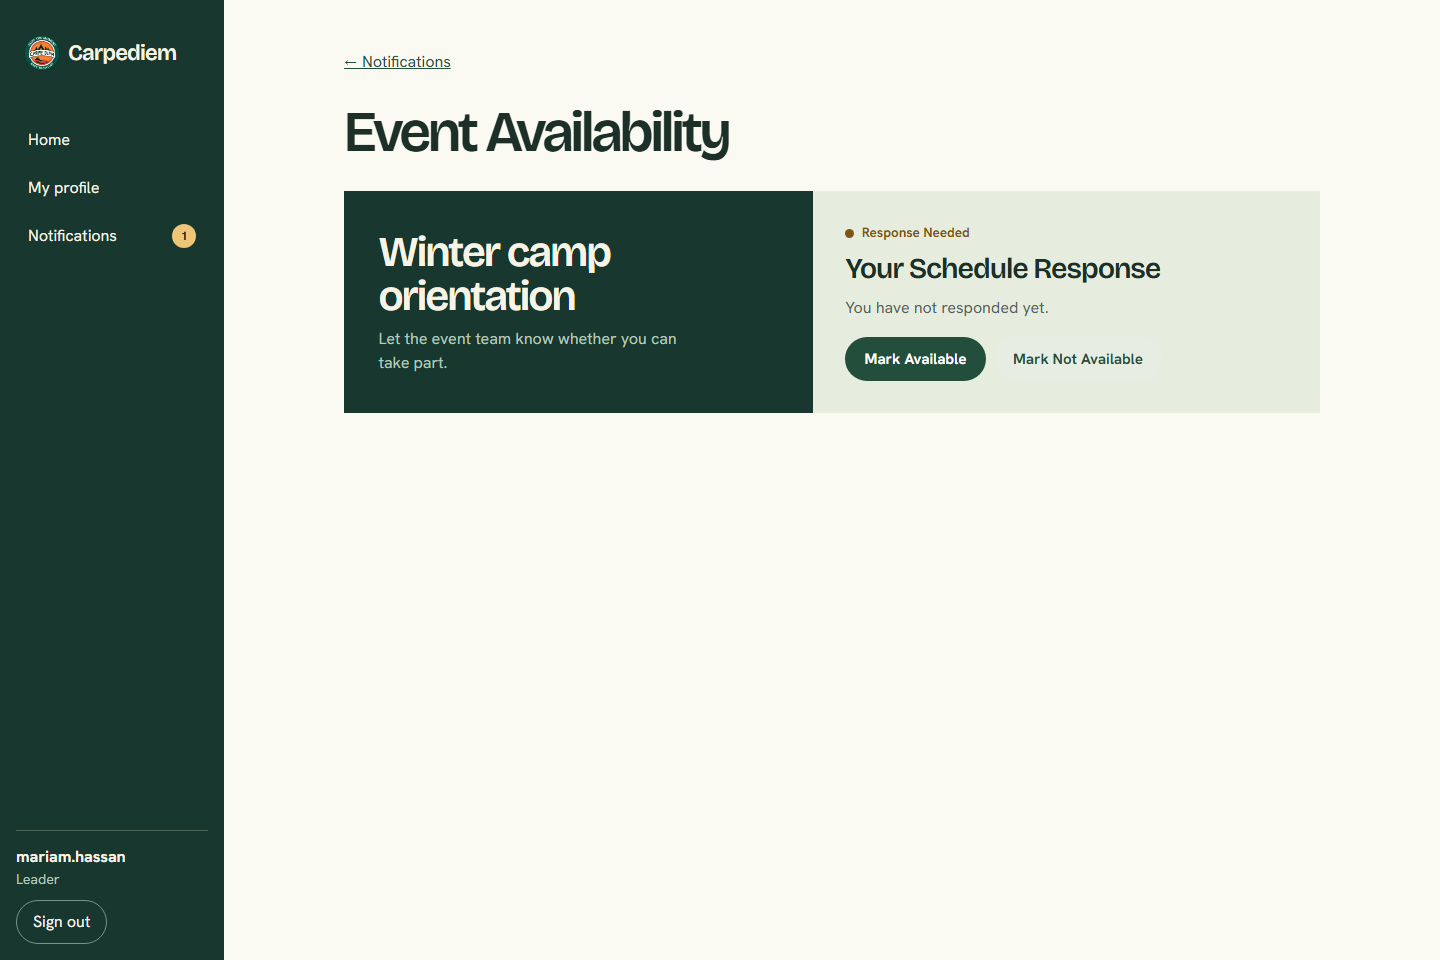 Carpediem
Home
My profile
Notifications 1
mariam.hassan
Leader
Sign out
← Notifications
Event Availability
Winter camp
orientation
Let the event team know whether you can
take part.
Response Needed
Your Schedule Response
You have not responded yet.
Mark Available
Mark Not Available